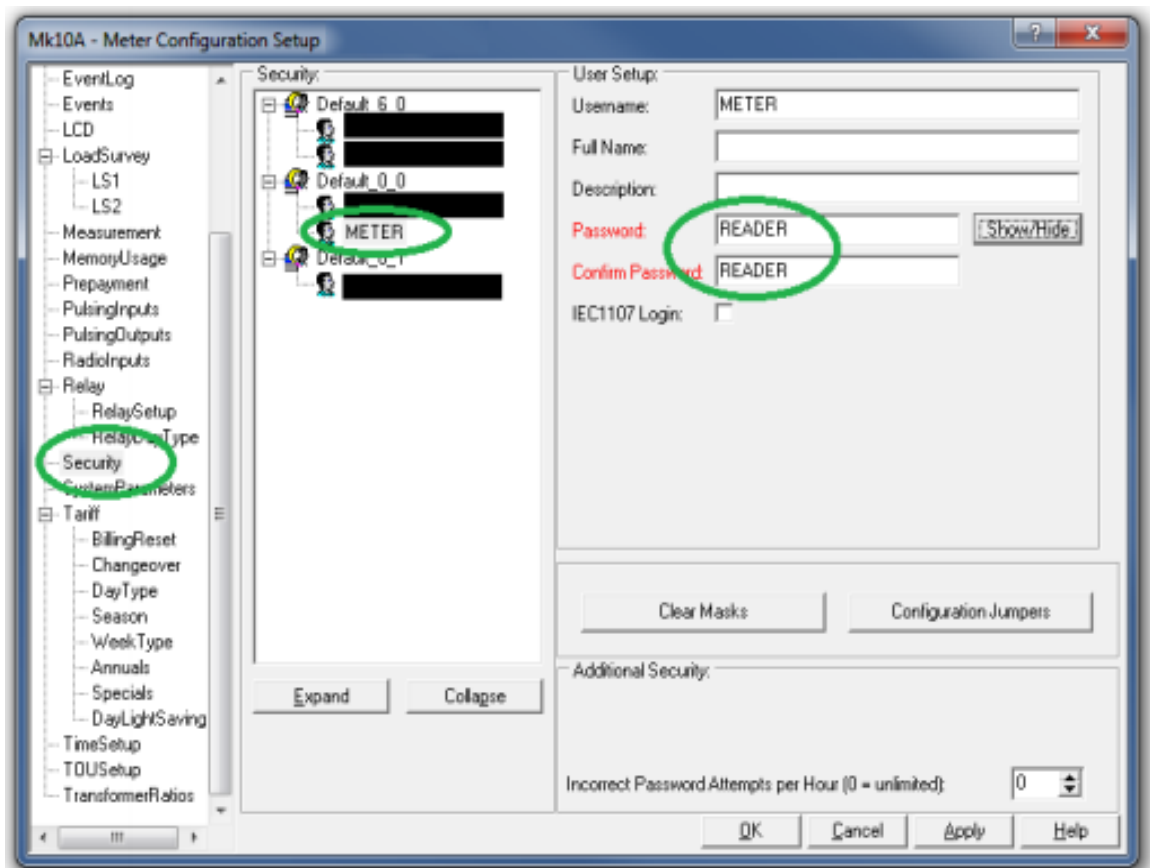 Mk10A - Meter Configuration Setup
EventLog
Events
LCD
LoadSurvey
LS1
LS2
Measurement
MemoryUsage
Prepayment
PulsingInputs
PulsingOutputs
RadioInputs
Relay
RelaySetup
RelayDayType
Security
SystemParameters
Tariff
BillingReset
Changeover
DayType
Season
WeekType
Annuals
Specials
DayLightSaving
TimeSetup
TOUSetup
TransformerRatios
Security:
Default_6_0
Default_0_0
METER
Default_0_1
Expand
Collapse
User Setup:
Username:
METER
Full Name:
Description:
Password:
READER
Show/Hide
Confirm Password:
READER
IEC1107 Login:
Clear Masks
Configuration Jumpers
Additional Security:
Incorrect Password Attempts per Hour (0 = unlimited):
0
OK
Cancel
Apply
Help